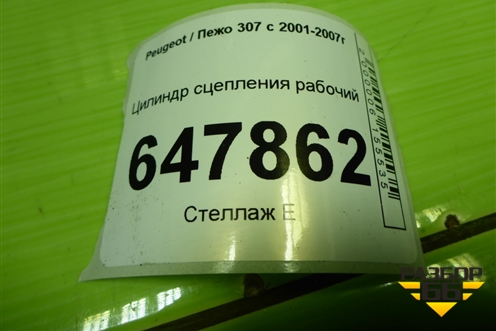 Peugeot / Пежо 307 с 2001-2007г
Цилиндр сцепления рабочий
647862
Стеллаж Е
РАЗБОР
66